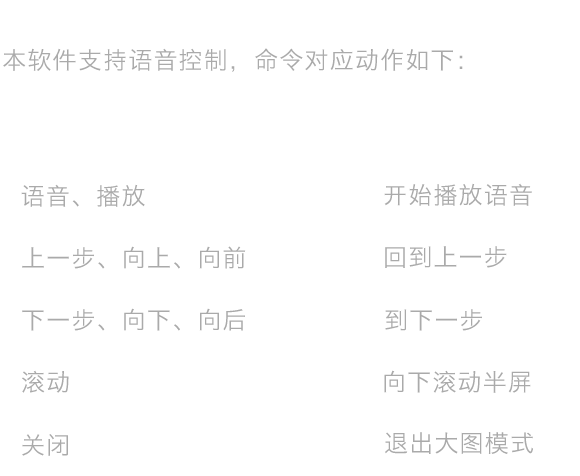 本软件支持语音控制，命令对应动作如下：
语音、播放 开始播放语音
上一步、向上、向前 回到上一步
下一步、向下、向后 到下一步
滚动 向下滚动半屏
关闭 退出大图模式